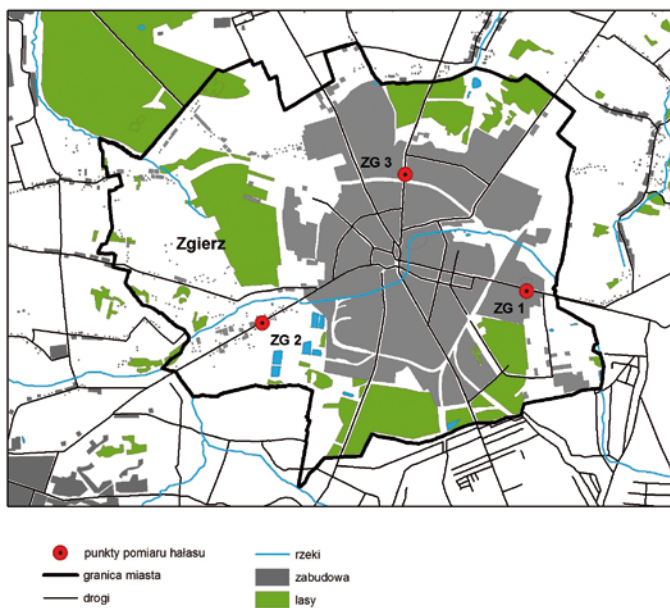 ZG 3
Zgierz
ZG 1
ZG 2
punkty pomiaru hałasu
granica miasta
drogi
rzeki
zabudowa
lasy